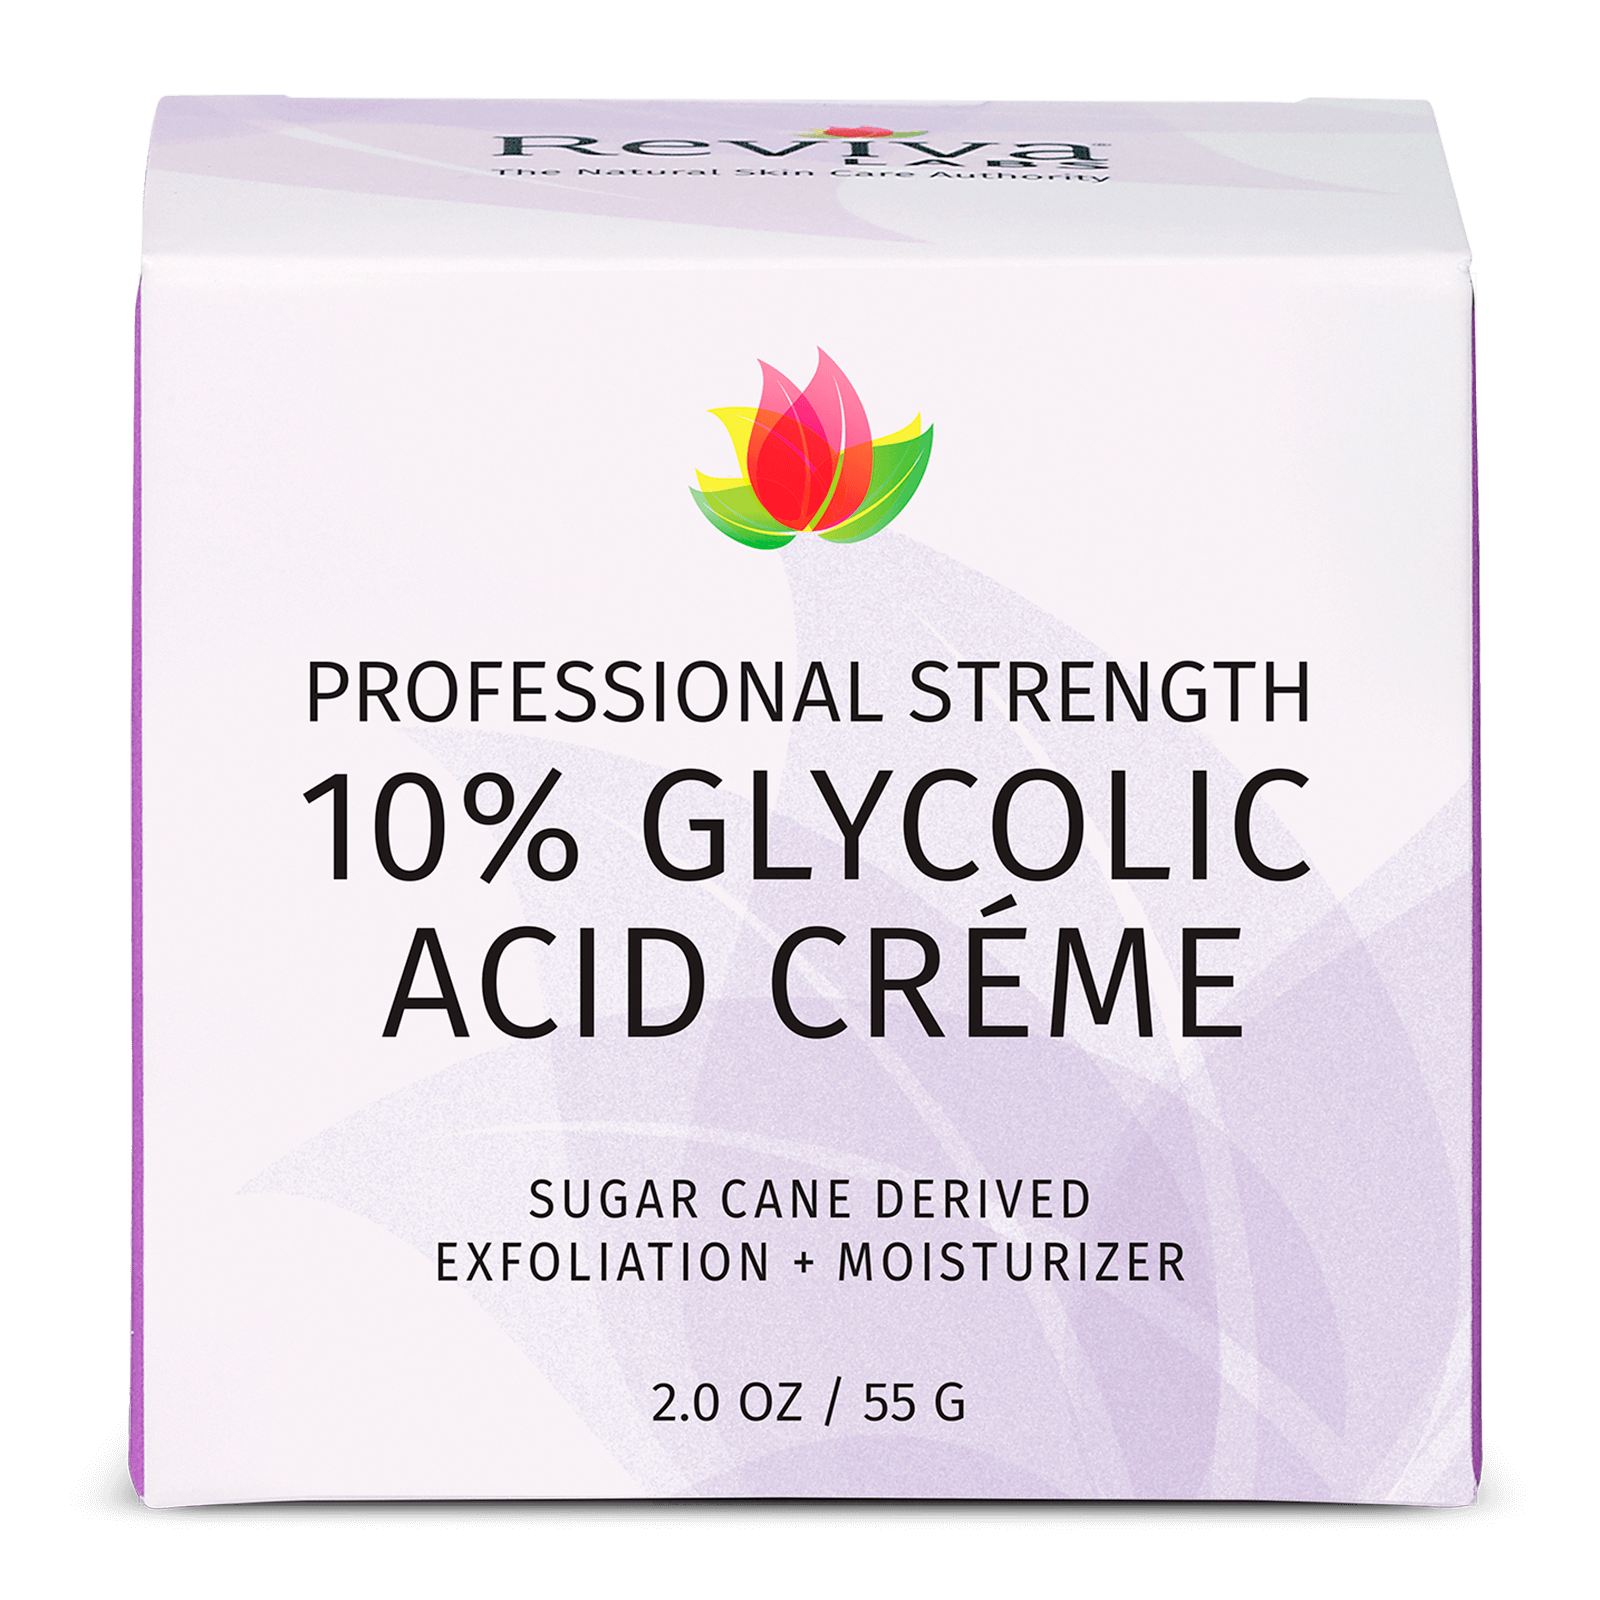 Reviva®
LABS
The Natural Skin Care Authority
PROFESSIONAL STRENGTH
10% GLYCOLIC
ACID CRÉME
SUGAR CANE DERIVED
EXFOLIATION + MOISTURIZER
2.0 OZ / 55 G